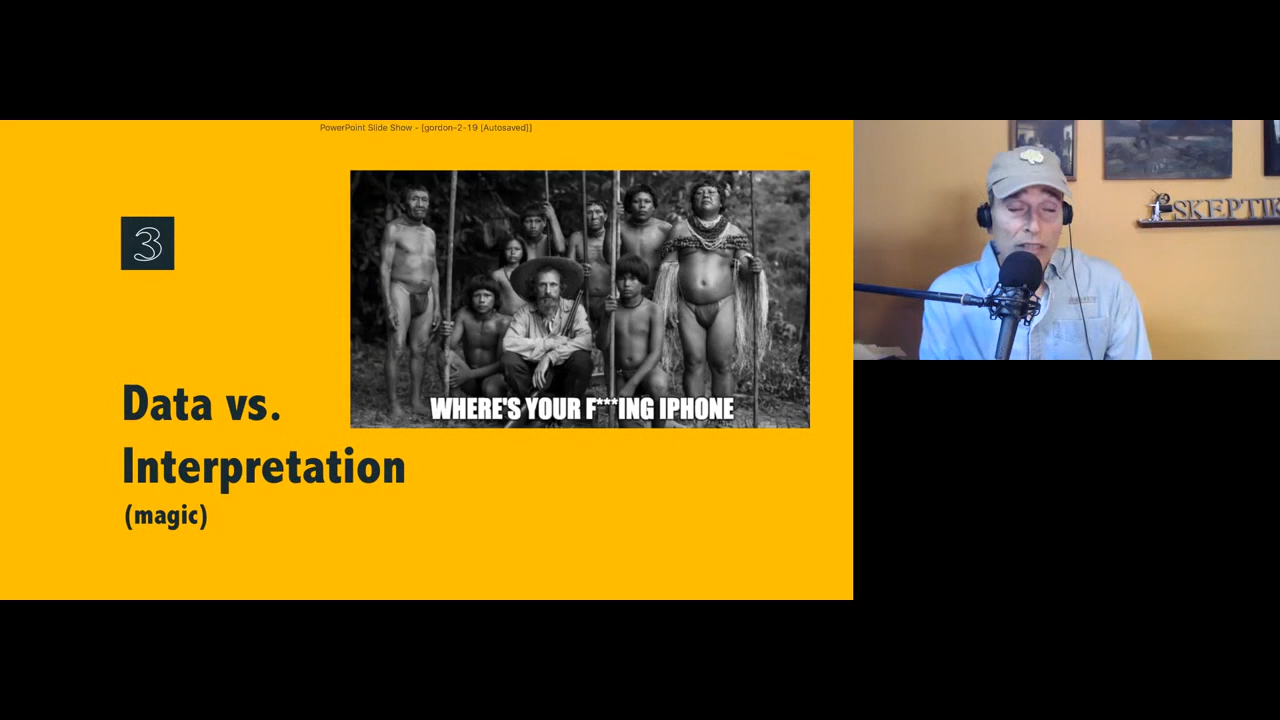 PowerPoint Slide Show - [gordon-2-19 [Autosaved]]
3
WHERE'S YOUR F***ING IPHONE
Data vs.
Interpretation
(magic)
SKEPTIK